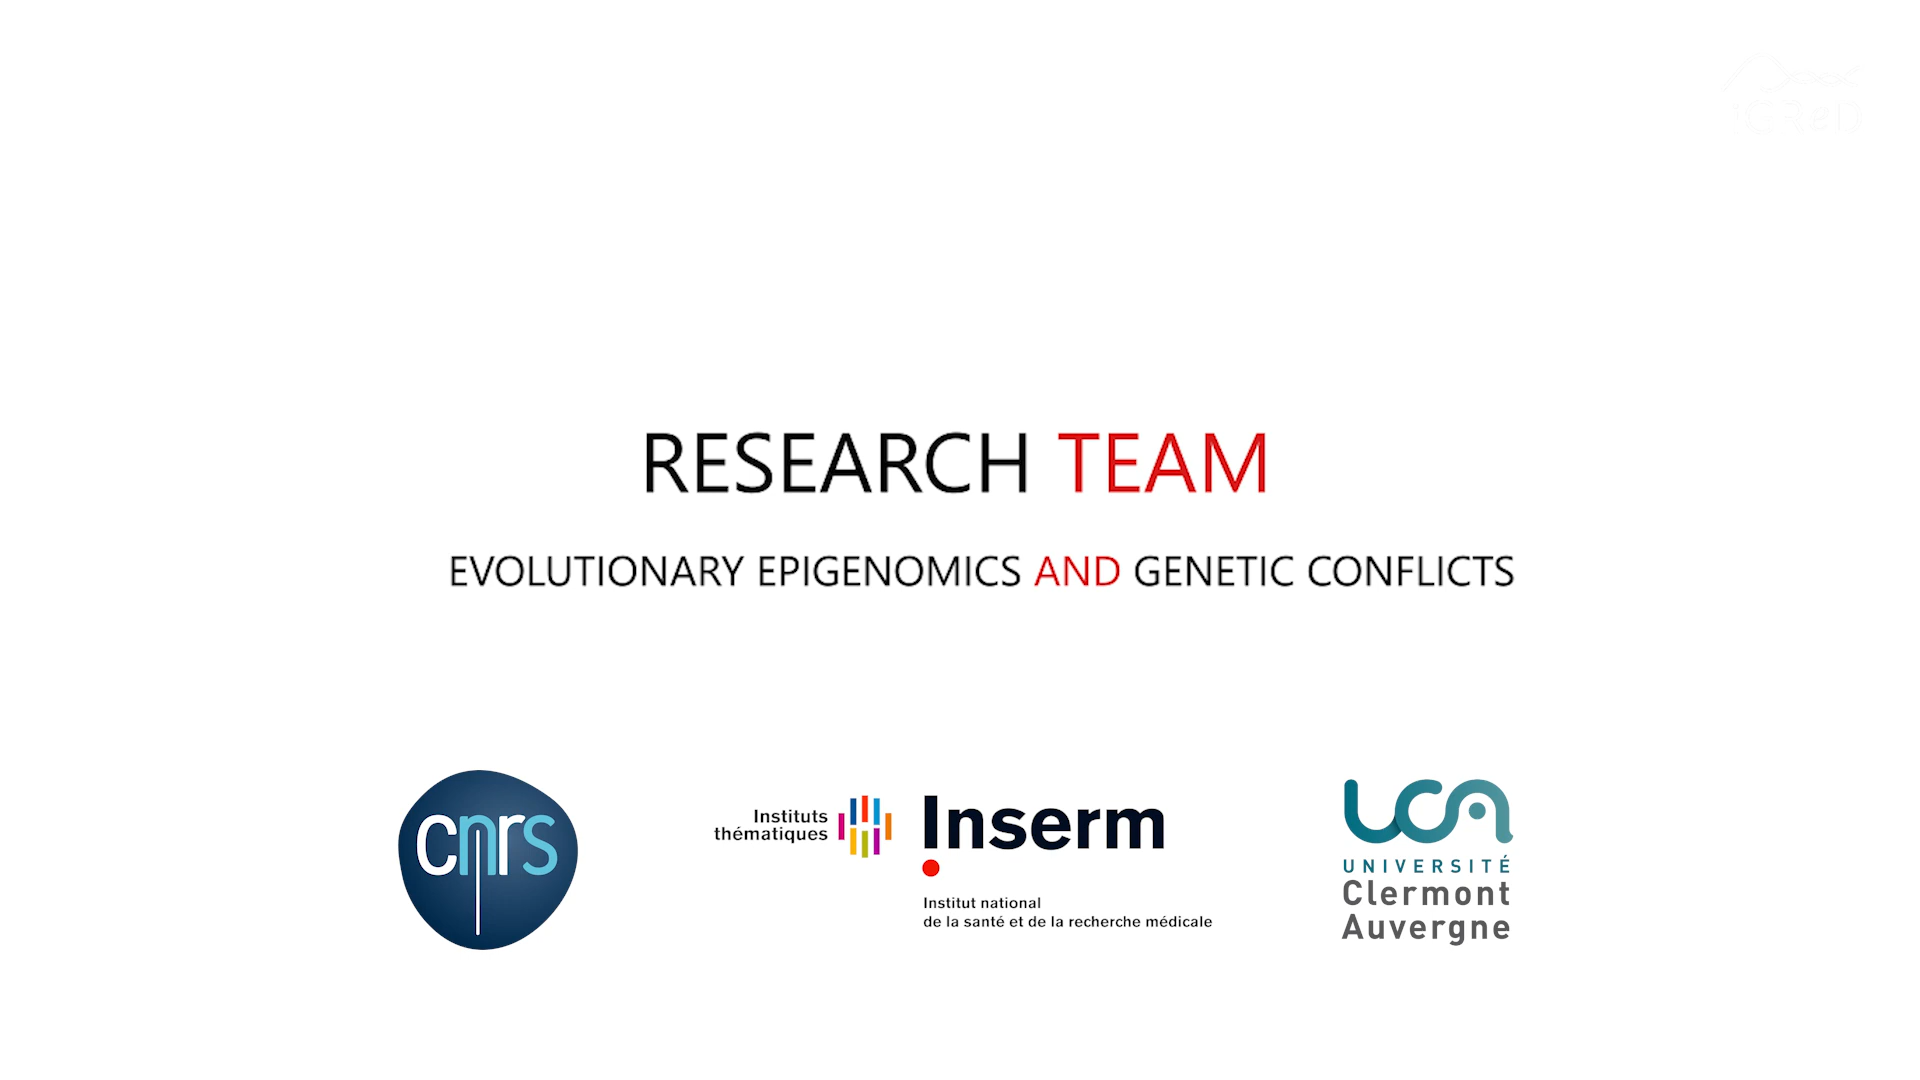 RESEARCH TEAM
EVOLUTIONARY EPIGENOMICS AND GENETIC CONFLICTS
cnrs
Instituts
thématiques
Inserm
Institut national
de la santé et de la recherche médicale
UCA
UNIVERSITÉ
Clermont
Auvergne